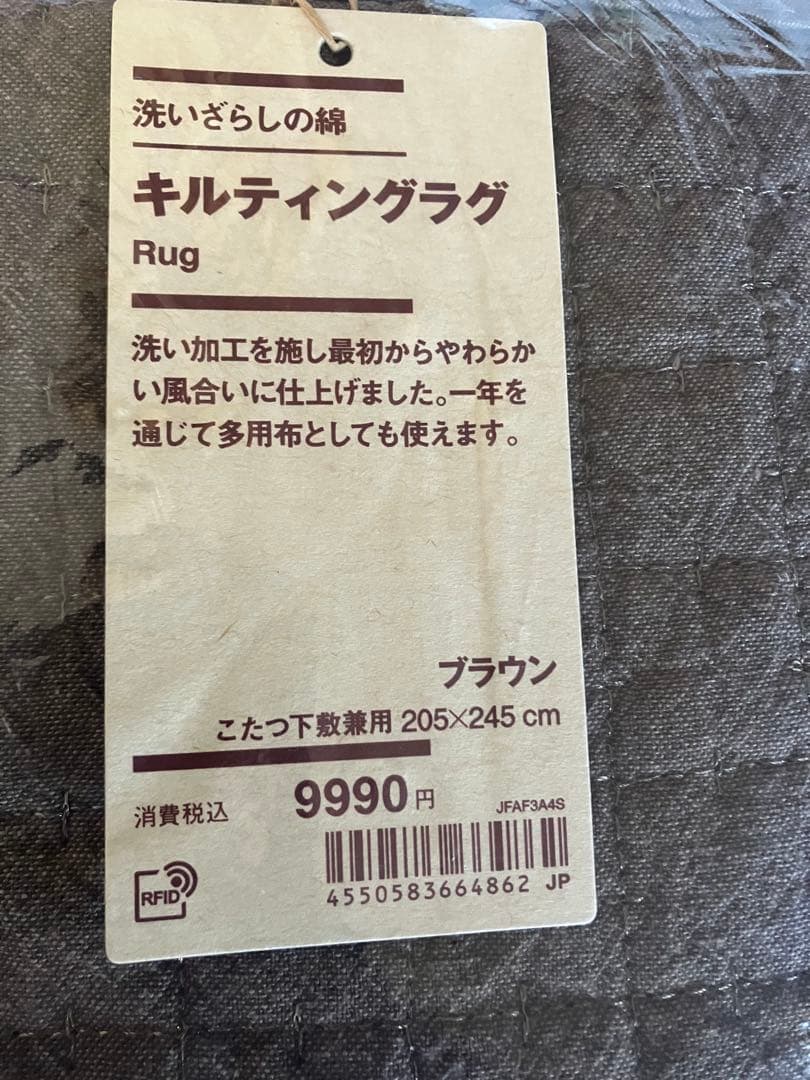 洗いざらしの綿
キルティングラグ
Rug
洗い加工を施し最初からやわらか
い風合いに仕上げました。一年を
通じて多用布としても使えます。
ブラウン
こたつ下敷兼用 205×245 cm
消費税込 9990円
JFAF3A4S
4550583664862 JP
RFID